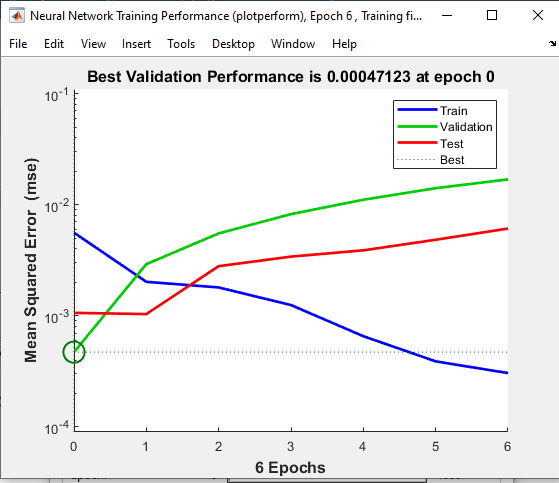 Neural Network Training Performance (plotperform), Epoch 6 , Training fi...
File Edit View Insert Tools Desktop Window Help
Best Validation Performance is 0.00047123 at epoch 0
Train
Validation
Test
Best
Mean Squared Error (mse)
10-1
10-2
10-3
10-4
0 1 2 3 4 5 6
6 Epochs